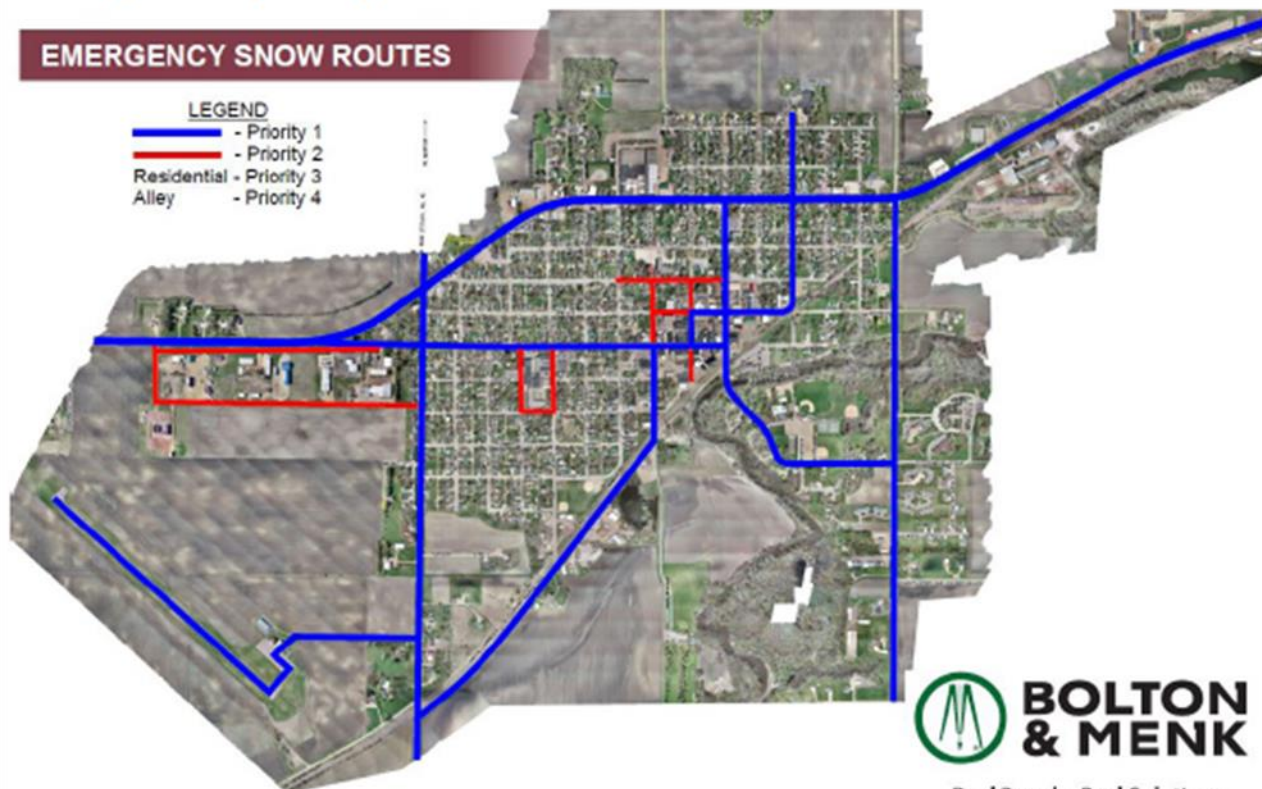 EMERGENCY SNOW ROUTES
LEGEND
- Priority 1
- Priority 2
Residential - Priority 3
Alley - Priority 4
BOLTON
& MENK